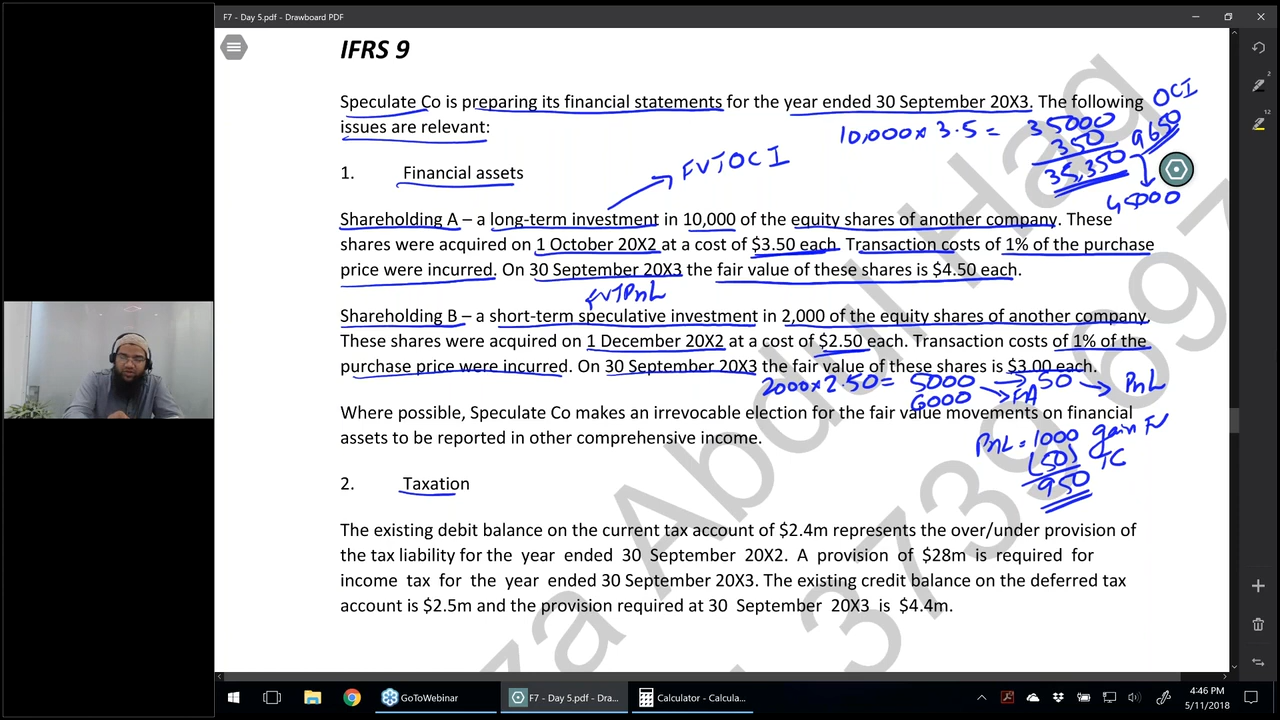 F7 - Day 5.pdf - Drawboard PDF
IFRS 9
Speculate Co is preparing its financial statements for the year ended 30 September 20X3. The following
OCI
issues are relevant:
10,000 x 3.5 = 35000
350
35,350
9650
45000
1. Financial assets
FVTOCI
Shareholding A – a long-term investment in 10,000 of the equity shares of another company. These
shares were acquired on 1 October 20X2 at a cost of $3.50 each. Transaction costs of 1% of the purchase
price were incurred. On 30 September 20X3 the fair value of these shares is $4.50 each.
FVTPnL
Shareholding B – a short-term speculative investment in 2,000 of the equity shares of another company.
These shares were acquired on 1 December 20X2 at a cost of $2.50 each. Transaction costs of 1% of the
purchase price were incurred. On 30 September 20X3 the fair value of these shares is $3.00 each.
2000 x 2.50 = 5000 → 50 → PnL
6000 → FA
Where possible, Speculate Co makes an irrevocable election for the fair value movements on financial
assets to be reported in other comprehensive income.
PnL = 1000 gain FV
(50) TC
950
2. Taxation
The existing debit balance on the current tax account of $2.4m represents the over/under provision of
the tax liability for the year ended 30 September 20X2. A provision of $28m is required for
income tax for the year ended 30 September 20X3. The existing credit balance on the deferred tax
account is $2.5m and the provision required at 30 September 20X3 is $4.4m.
za Abdul Haq
3739 697
GoToWebinar
F7 - Day 5.pdf - Dra...
Calculator - Calcula...
4:46 PM
5/11/2018